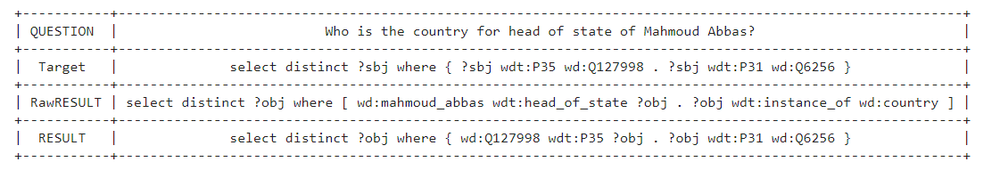 QUESTION | Who is the country for head of state of Mahmoud Abbas?
Target | select distinct ?sbj where { ?sbj wdt:P35 wd:Q127998 . ?sbj wdt:P31 wd:Q6256 }
RawRESULT | select distinct ?obj where [ wd:mahmoud_abbas wdt:head_of_state ?obj . ?obj wdt:instance_of wd:country ]
RESULT | select distinct ?obj where { wd:Q127998 wdt:P35 ?obj . ?obj wdt:P31 wd:Q6256 }